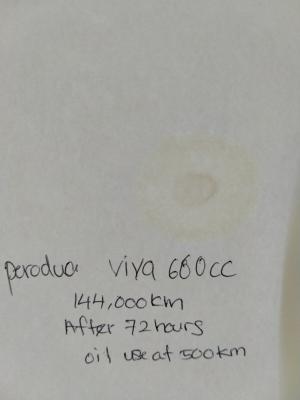 perodua viva 660cc
144,000km
After 72 hours
oil use at 500km